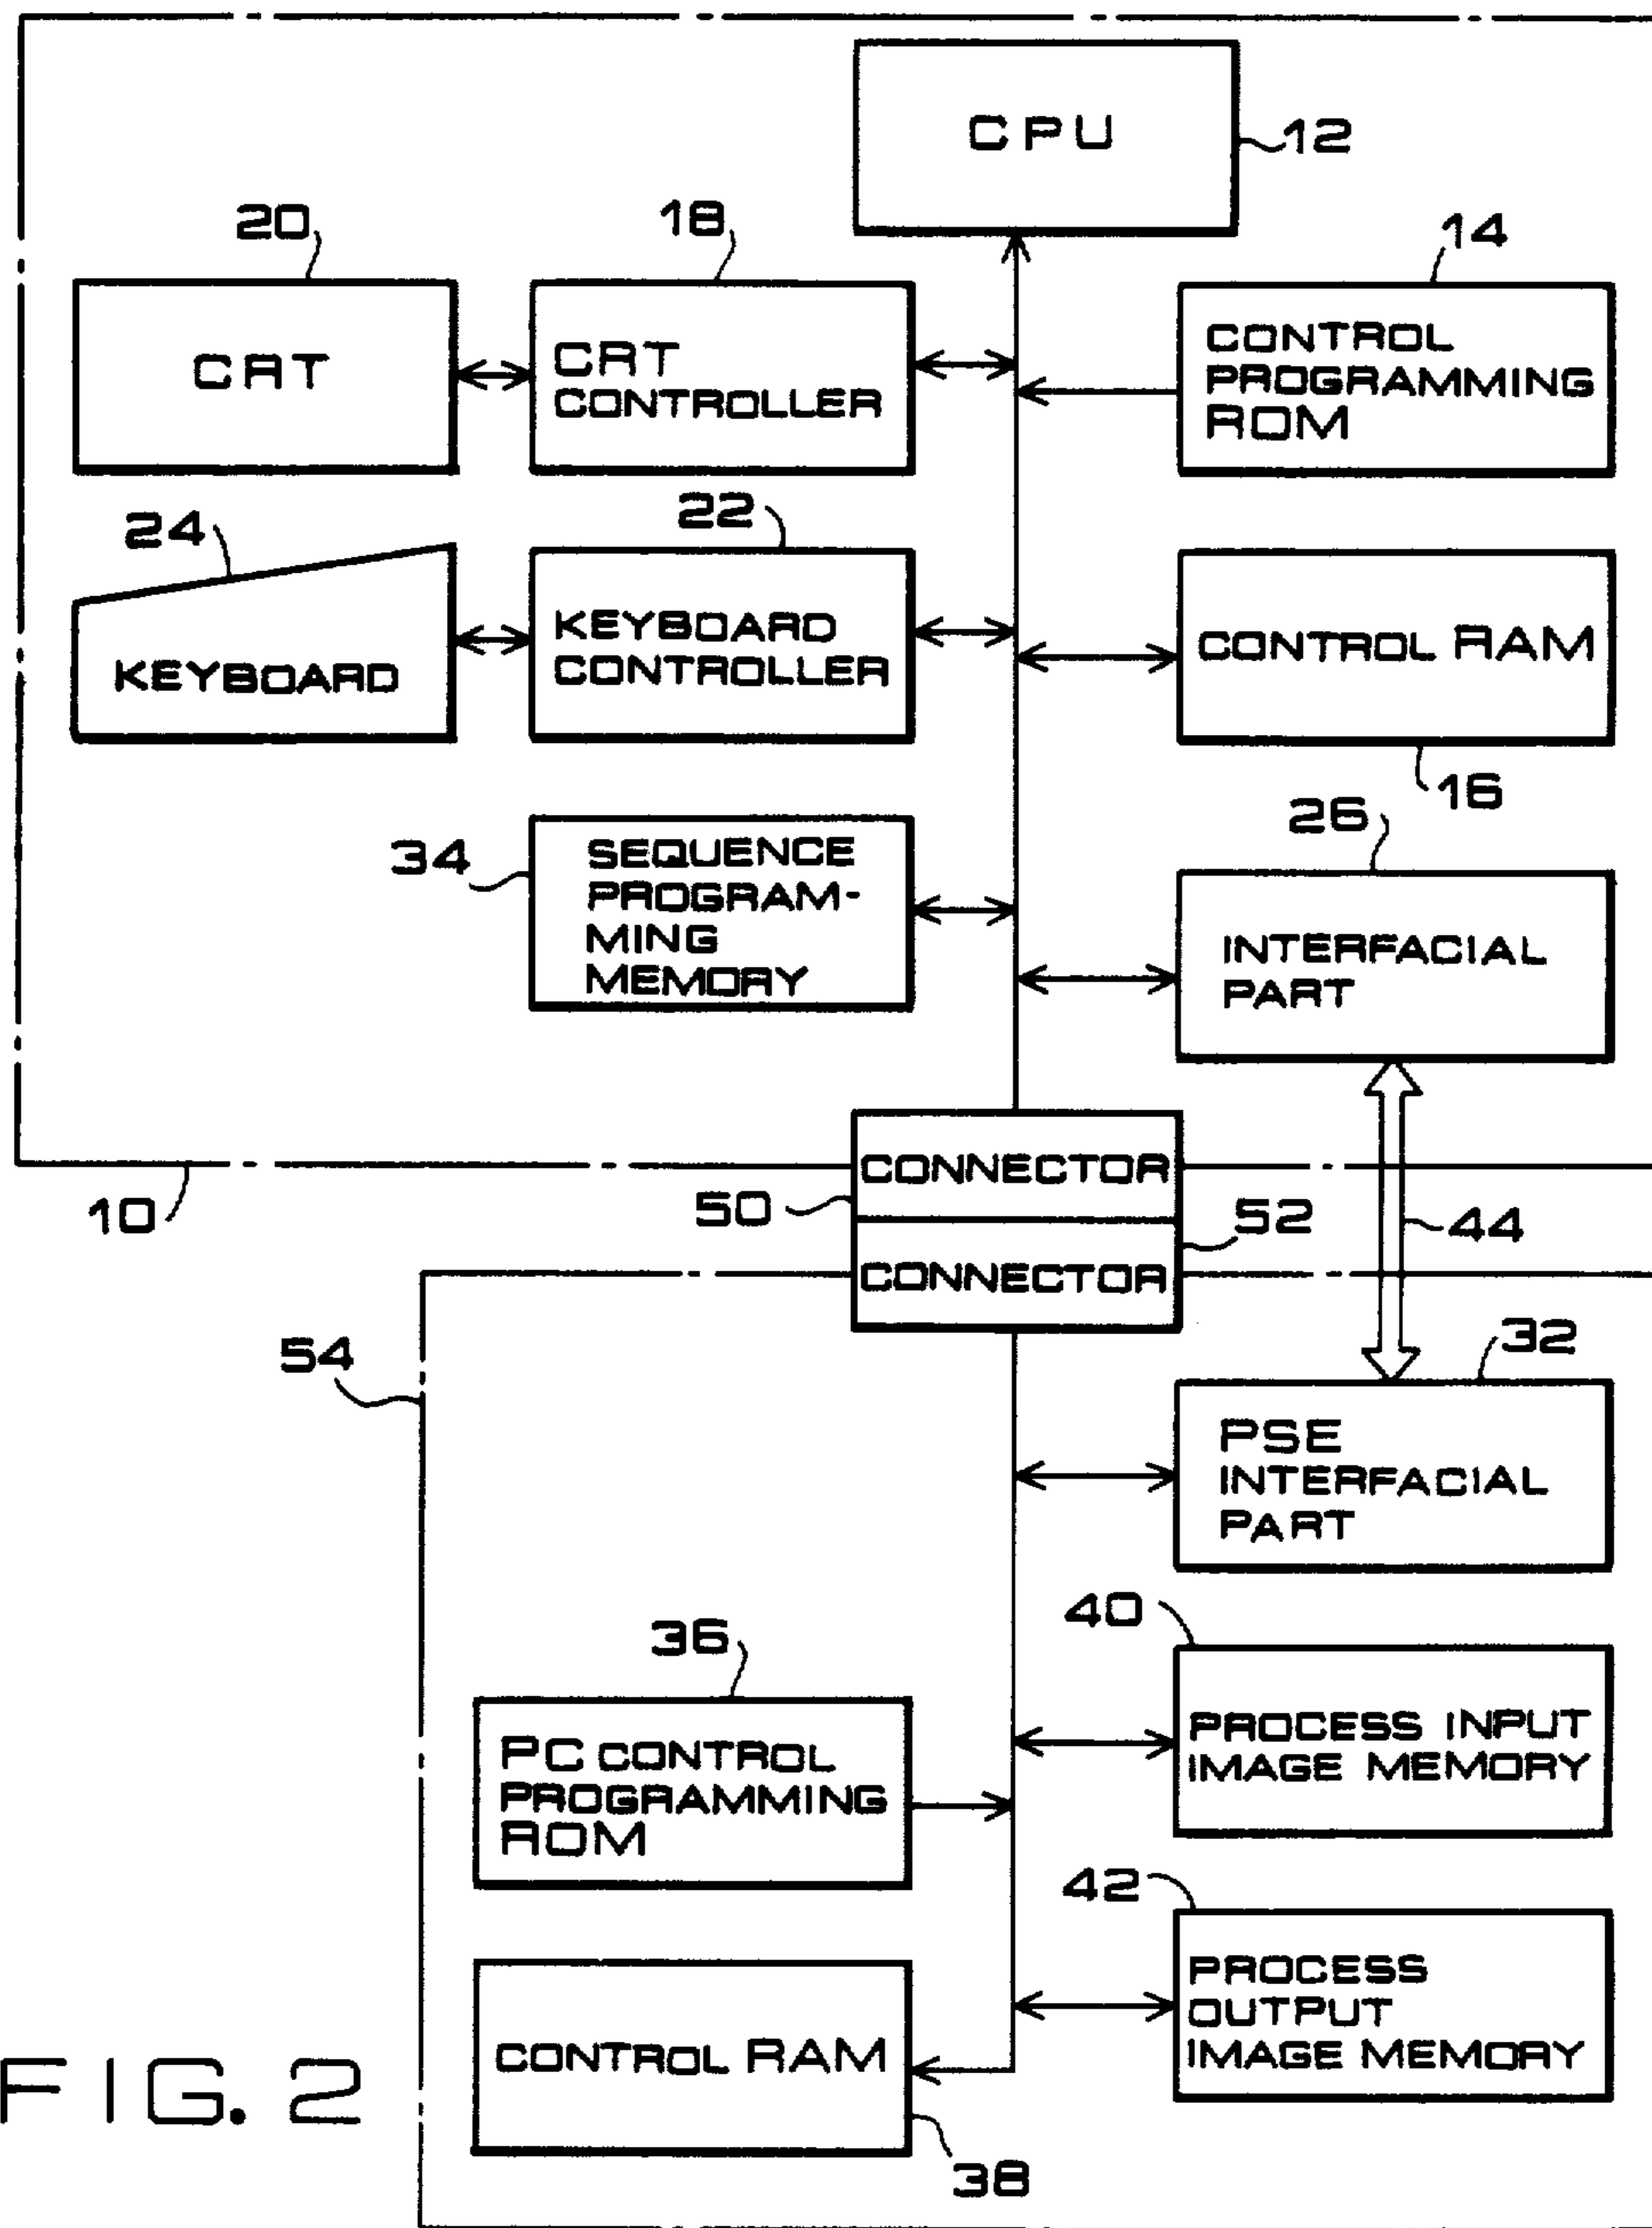 CPU
12
20
18
14
CRT
CRT
CONTROLLER
CONTROL
PROGRAMMING
ROM
24
22
KEYBOARD
KEYBOARD
CONTROLLER
CONTROL RAM
16
34
SEQUENCE
PROGRAM-
MING
MEMORY
26
INTERFACIAL
PART
10
50
CONNECTOR
CONNECTOR
52
44
54
32
PSE
INTERFACIAL
PART
36
PC CONTROL
PROGRAMMING
ROM
40
PROCESS INPUT
IMAGE MEMORY
42
PROCESS
OUTPUT
IMAGE MEMORY
CONTROL RAM
38
FIG. 2